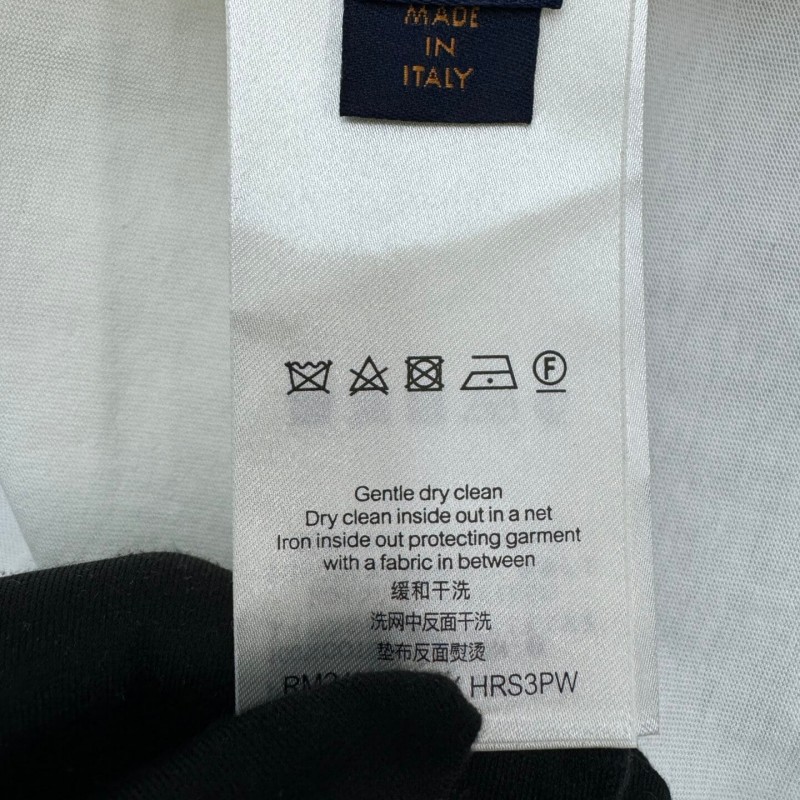 MADE
IN
ITALY
F
Gentle dry clean
Dry clean inside out in a net
Iron inside out protecting garment
with a fabric in between
缓和干洗
洗网中反面干洗
垫布反面熨烫
HRS3PW